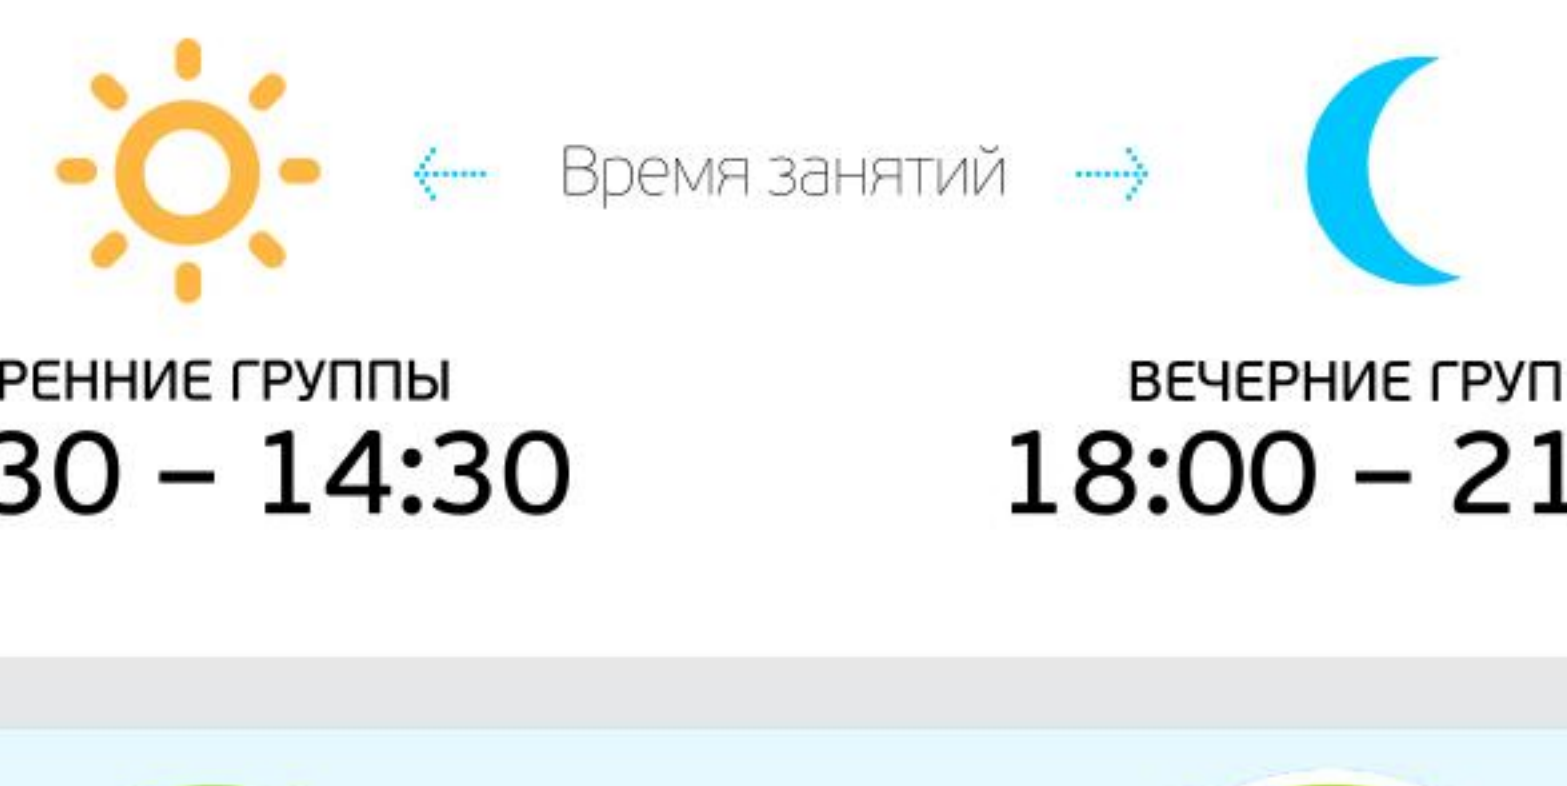 Время занятий
РЕННИЕ ГРУППЫ
ВЕЧЕРНИЕ ГРУП
30 – 14:30
18:00 – 21